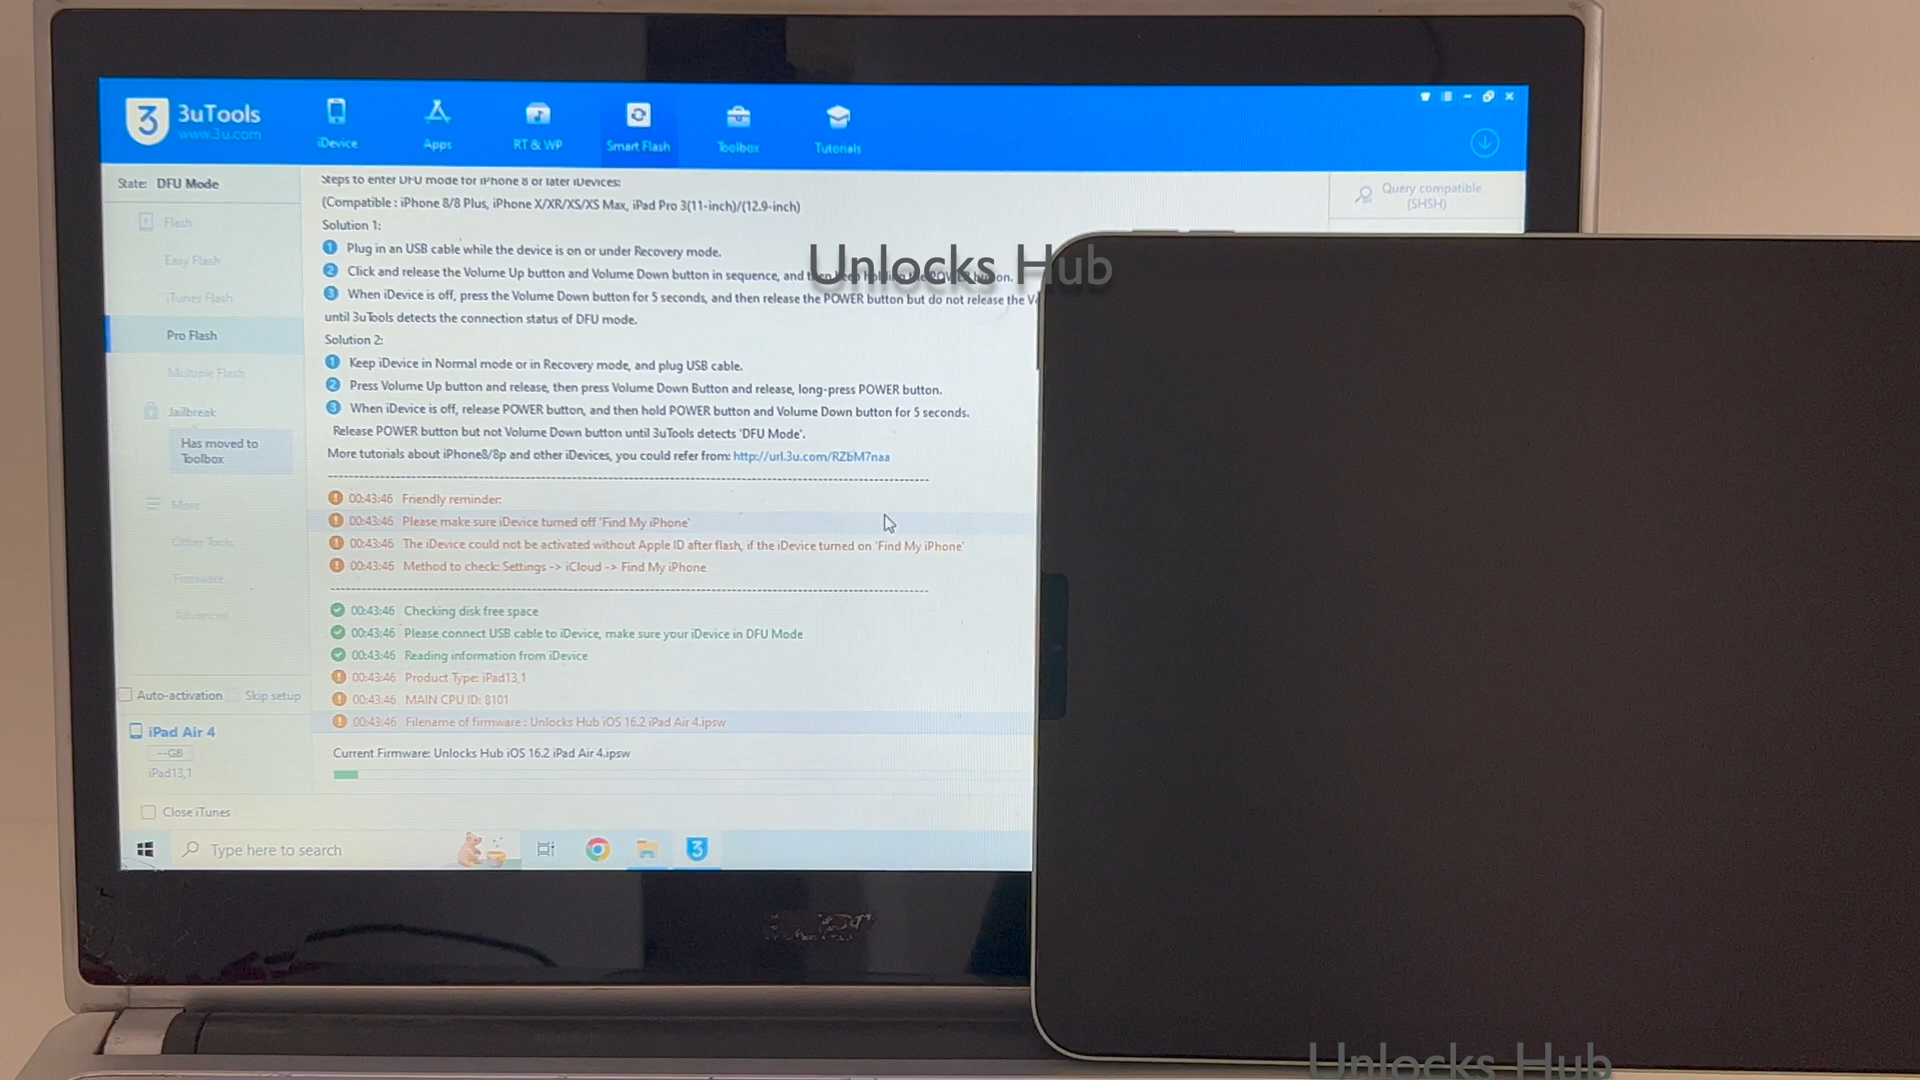 3uTools
www.3u.com
iDevice
Apps
RT & WP
Smart Flash
Toolbox
Tutorials
State: DFU Mode
Flash
Easy Flash
iTunes Flash
Pro Flash
Multiple Flash
Jailbreak
Has moved to
Toolbox
More
Other Tools
Firmware
Advanced
Auto-activation
Skip setup
iPad Air 4
--GB
iPad13,1
Close iTunes
Query compatible
(SHSH)
Steps to enter DFU mode for iPhone 8 or later iDevices:
(Compatible : iPhone 8/8 Plus, iPhone X/XR/XS/XS Max, iPad Pro 3(11-inch)/(12.9-inch)
Solution 1:
1 Plug in an USB cable while the device is on or under Recovery mode.
2 Click and release the Volume Up button and Volume Down button in sequence, and then keep holding the POWER button.
3 When iDevice is off, press the Volume Down button for 5 seconds, and then release the POWER button but do not release the
until 3uTools detects the connection status of DFU mode.
Solution 2:
1 Keep iDevice in Normal mode or in Recovery mode, and plug USB cable.
2 Press Volume Up button and release, then press Volume Down Button and release, long-press POWER button.
3 When iDevice is off, release POWER button, and then hold POWER button and Volume Down button for 5 seconds.
Release POWER button but not Volume Down button until 3uTools detects 'DFU Mode'.
More tutorials about iPhone8/8p and other iDevices, you could refer from: http://url.3u.com/RZbM7naa
00:43:46 Friendly reminder:
00:43:46 Please make sure iDevice turned off 'Find My iPhone'
00:43:46 The iDevice could not be activated without Apple ID after flash, if the iDevice turned on 'Find My iPhone'
00:43:46 Method to check: Settings -> iCloud -> Find My iPhone
00:43:46 Checking disk free space
00:43:46 Please connect USB cable to iDevice, make sure your iDevice in DFU Mode
00:43:46 Reading information from iDevice
00:43:46 Product Type: iPad13,1
00:43:46 MAIN CPU ID: 8101
00:43:46 Filename of firmware : Unlocks Hub iOS 16.2 iPad Air 4.ipsw
Current Firmware: Unlocks Hub iOS 16.2 iPad Air 4.ipsw
Type here to search
Unlocks Hub
Unlocks Hub